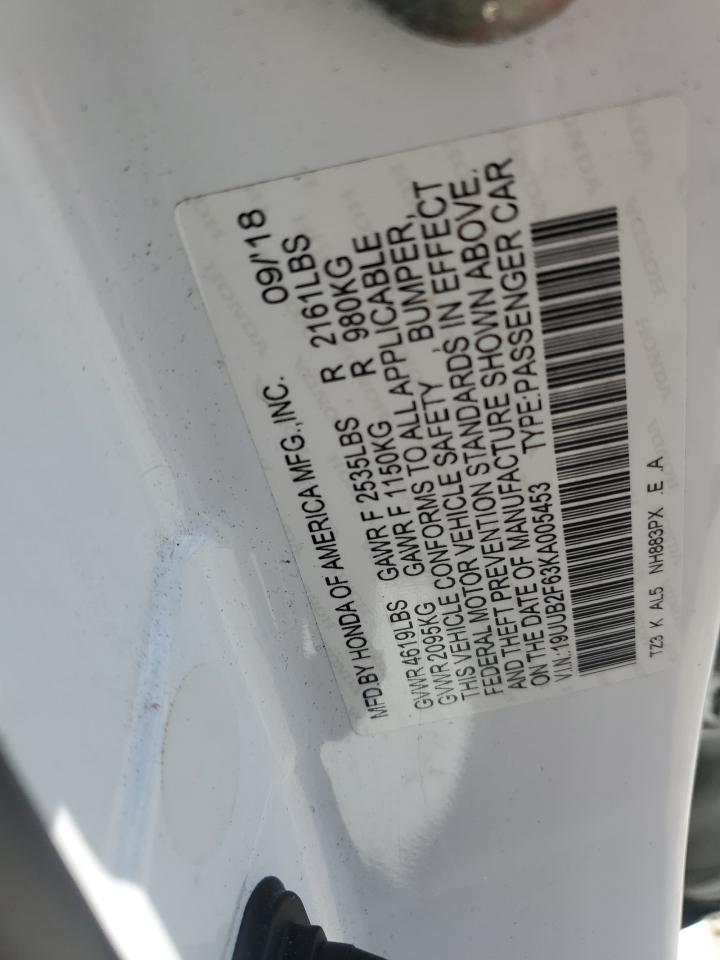 MFD.BY HONDA OF AMERICA MFG.,INC. 09/'18
GVWR 4619LBS GAWR F 2535LBS R 2161LBS
GVWR 2095KG GAWR F 1150KG R 980KG
THIS VEHICLE CONFORMS TO ALL APPLICABLE
FEDERAL MOTOR VEHICLE SAFETY , BUMPER,
AND THEFT PREVENTION STANDARDS IN EFFECT
ON THE DATE OF MANUFACTURE SHOWN ABOVE.
V.I.N.:19UUB2F63KA005453 TYPE:PASSENGER CAR
TZ3 K AL5 NH883PX .E .A